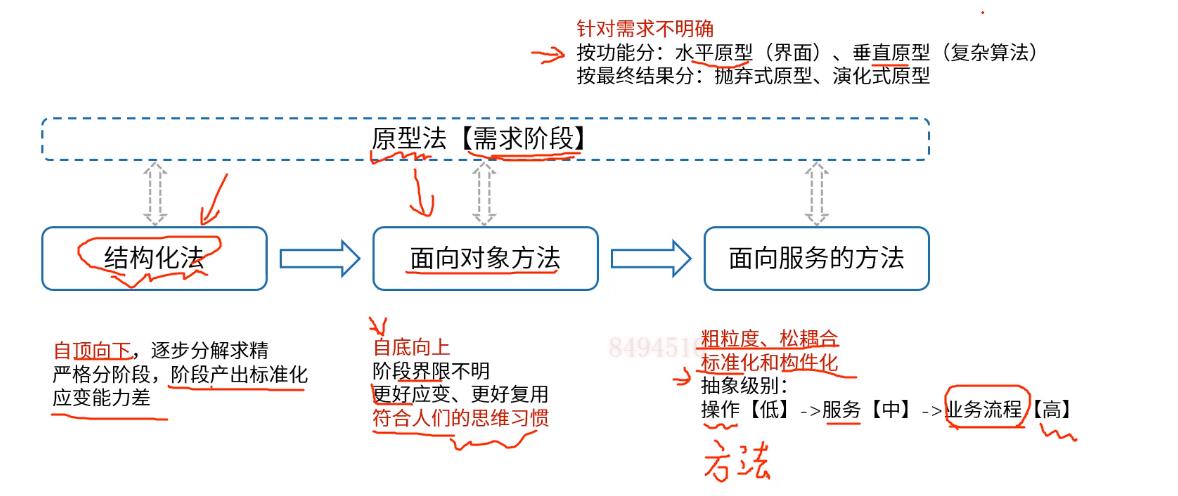 针对需求不明确
按功能分：水平原型（界面）、垂直原型（复杂算法）
按最终结果分：抛弃式原型、演化式原型
原型法【需求阶段】
结构化法
面向对象方法
面向服务的方法
自顶向下，逐步分解求精
严格分阶段，阶段产出标准化
应变能力差
自底向上
阶段界限不明
更好应变、更好复用
符合人们的思维习惯
粗粒度、松耦合
标准化和构件化
抽象级别：
操作【低】->服务【中】->业务流程【高】
方法